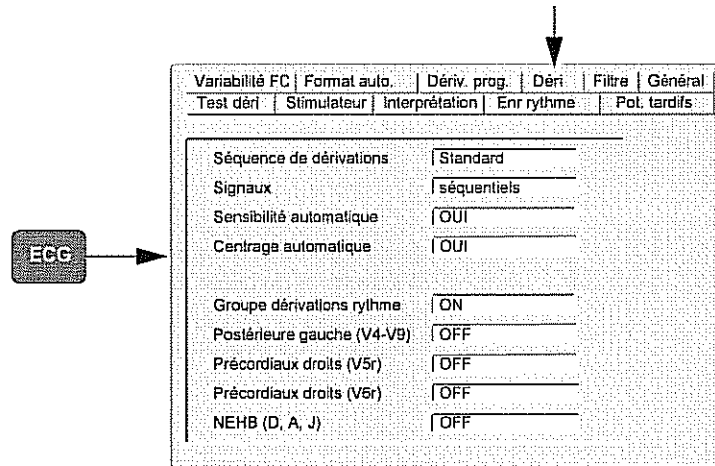 Variabilité FC Format auto. Dériv. prog. Déri Filtre Général
Test déri Stimulateur Interprétation Enr rythme Pot. tardifs
Séquence de dérivations Standard
Signaux séquentiels
Sensibilité automatique OUI
Centrage automatique OUI
ECG
Groupe dérivations rythme ON
Postérieure gauche (V4-V9) OFF
Précordiaux droits (V5r) OFF
Précordiaux droits (V6r) OFF
NEHB (D, A, J) OFF